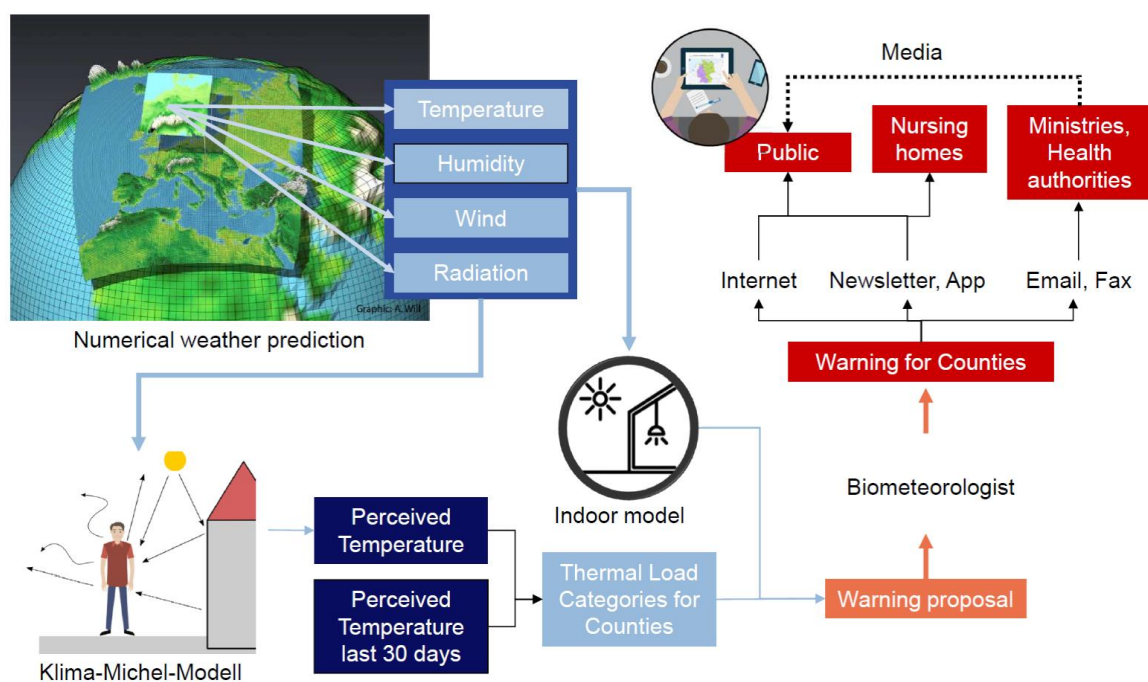 Temperature
Humidity
Wind
Radiation
Graphic: A. Will
Numerical weather prediction
Media
Public
Nursing
homes
Ministries,
Health
authorities
Internet
Newsletter, App
Email, Fax
Warning for Counties
Biometeorologist
Indoor model
Perceived
Temperature
Perceived
Temperature
last 30 days
Thermal Load
Categories for
Counties
Warning proposal
Klima-Michel-Modell